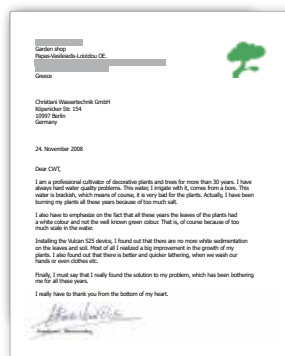 Garden shop
Papas-Vasileiadis-Loizidou OE.
Greece
Christiani Wassertechnik GmbH
Köpenicker Str. 154
10997 Berlin
Germany
24. November 2008
Dear CWT,
I am a professional cultivator of decorative plants and trees for more than 30 years. I have
always hard water quality problems. This water, I irrigate with it, comes from a bore. This
water is brackish, which means of course, it is very bad for the plants. Actually, I have been
burning my plants all these years because of too much salt.
I also have to emphasize on the fact that all these years the leaves of the plants had
a white colour and not the well known green colour. That is, of course because of too
much scale in the water.
Installing the Vulcan S25 device, I found out that there are no more white sedimentation
on the leaves and soil. Most of all I realized a big improvement in the growth of my
plants. I also found out that there is better and quicker lathering, when we wash our
hands or even clothes etc.
Finally, I must say that I really found the solution to my problem, which has been bothering
me for all these years.
I really have to thank you from the bottom of my heart.